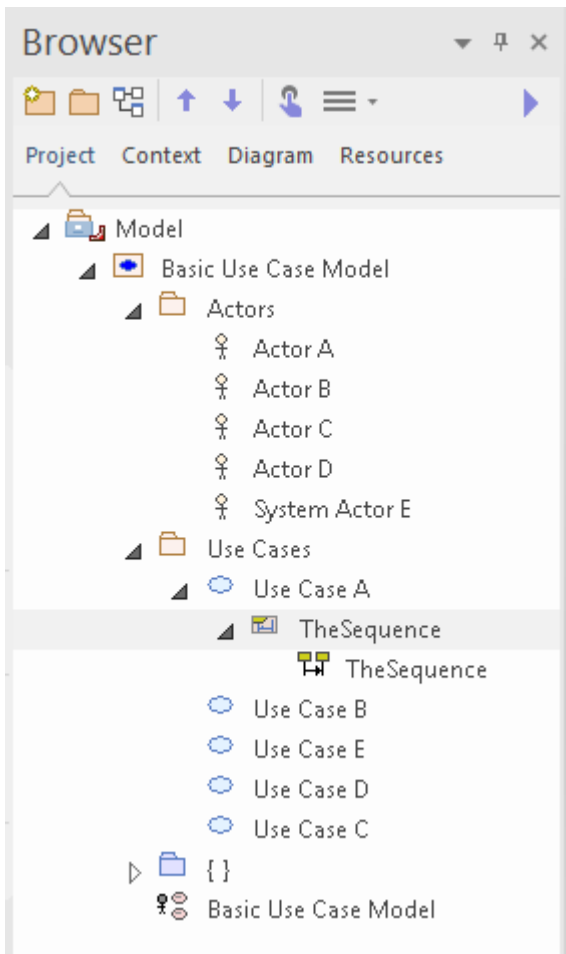 Browser
Project Context Diagram Resources
Model
Basic Use Case Model
Actors
Actor A
Actor B
Actor C
Actor D
System Actor E
Use Cases
Use Case A
TheSequence
TheSequence
Use Case B
Use Case E
Use Case D
Use Case C
{ }
Basic Use Case Model